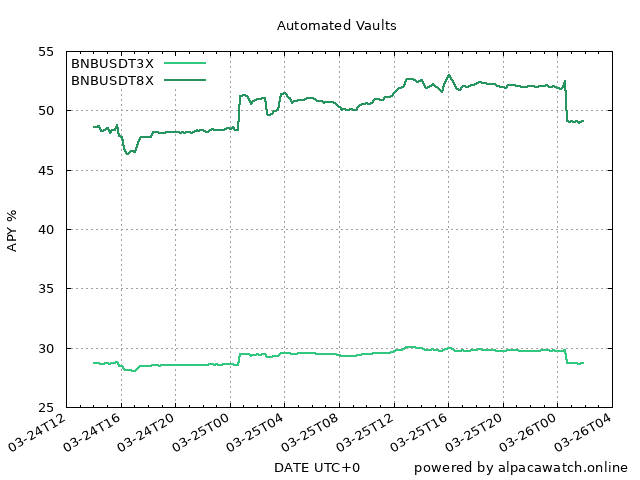 Automated Vaults
BNBUSDT3X
BNBUSDT8X
APY %
55
50
45
40
35
30
25
03-24T12
03-24T16
03-24T20
03-25T00
03-25T04
03-25T08
03-25T12
03-25T16
03-25T20
03-26T00
03-26T04
DATE UTC+0
powered by alpacawatch.online